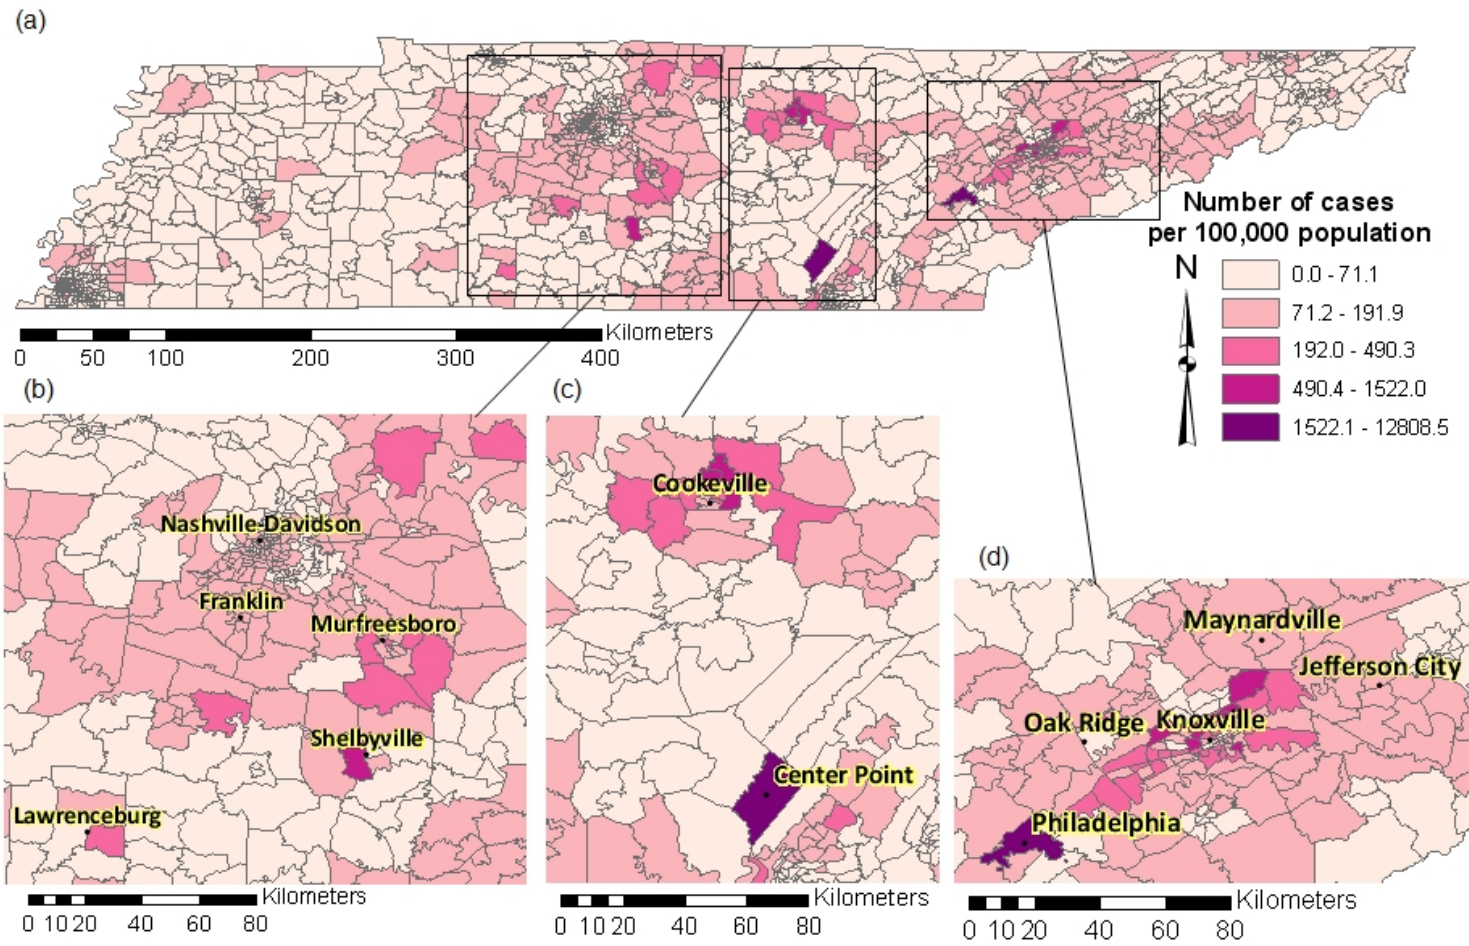 (a)
Number of cases
per 100,000 population
N
0.0 - 71.1
71.2 - 191.9
192.0 - 490.3
490.4 - 1522.0
1522.1 - 12808.5
Kilometers
0 50 100 200 300 400
(b)
Nashville-Davidson
Franklin
Murfreesboro
Shelbyville
Lawrenceburg
Kilometers
0 10 20 40 60 80
(c)
Cookeville
Center Point
Kilometers
0 10 20 40 60 80
(d)
Maynardville
Jefferson City
Oak Ridge Knoxville
Philadelphia
Kilometers
0 10 20 40 60 80